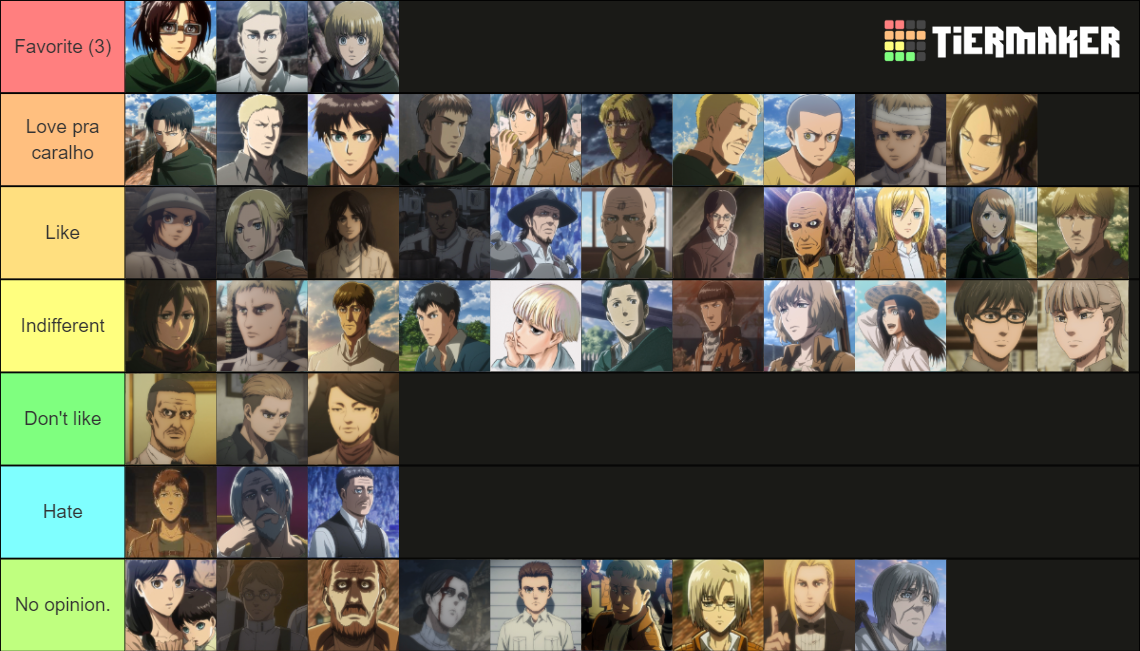 Favorite (3)
TiERMAKER
Love pra
caralho
Like
Indifferent
Don't like
Hate
No opinion.